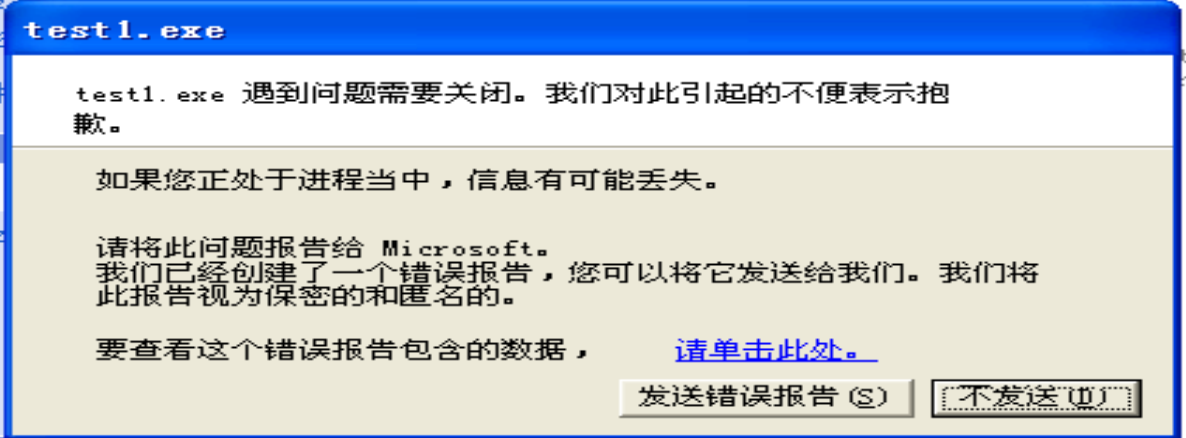 test1.exe
test1.exe 遇到问题需要关闭。我们对此引起的不便表示抱
歉。
如果您正处于进程当中，信息有可能丢失。
请将此问题报告给 Microsoft。
我们已经创建了一个错误报告，您可以将它发送给我们。我们将
此报告视为保密的和匿名的。
要查看这个错误报告包含的数据， 请单击此处。
发送错误报告(S) 不发送(D)